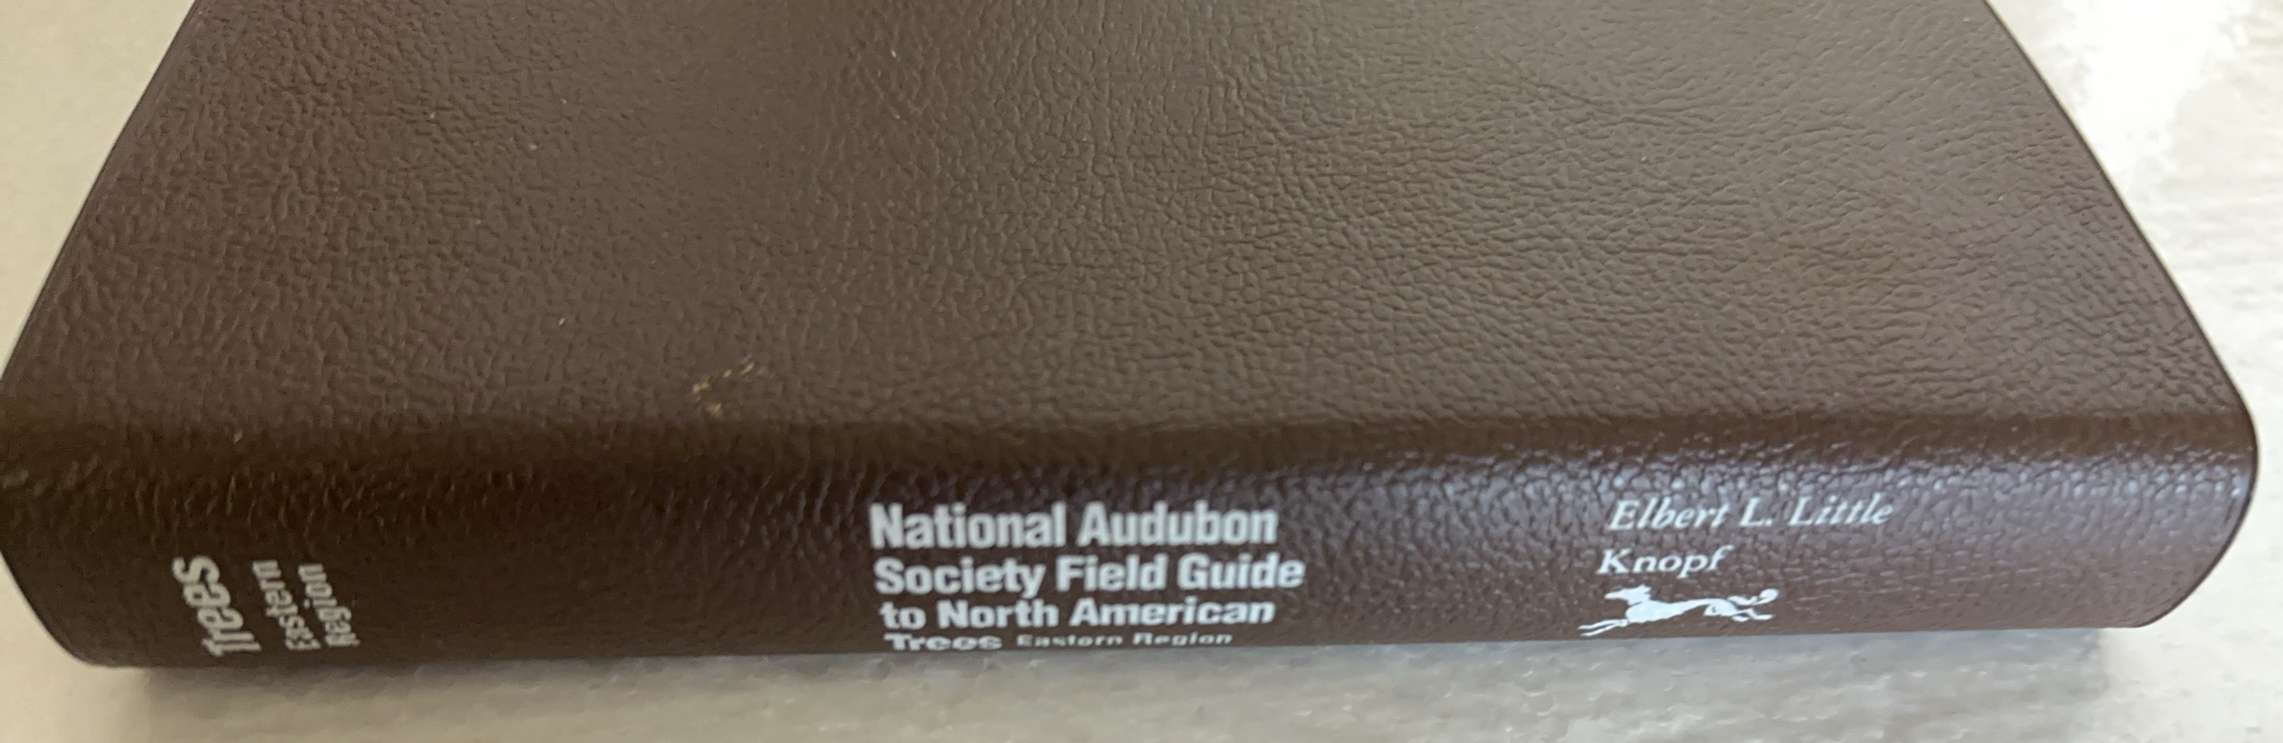 Trees
Eastern
Region
National Audubon
Society Field Guide
to North American
Trees Eastern Region
Elbert L. Little
Knopf